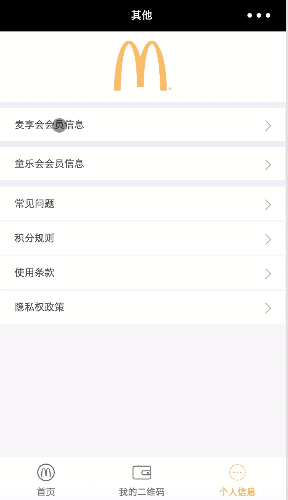 其他
麦享会会员信息
童乐会会员信息
常见问题
积分规则
使用条款
隐私权政策
首页
我的二维码
个人信息